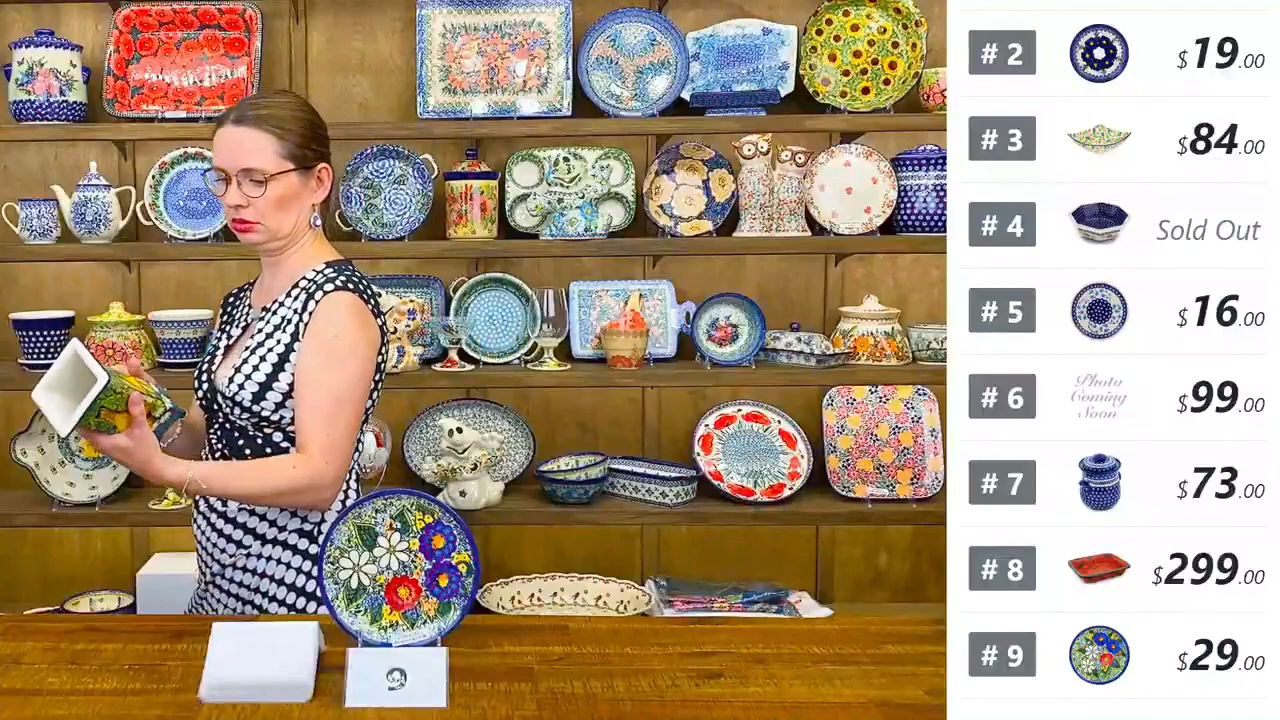 # 2 $19.00
# 3 $84.00
# 4 Sold Out
# 5 $16.00
# 6 Photo Coming Soon $99.00
# 7 $73.00
# 8 $299.00
# 9 $29.00
9